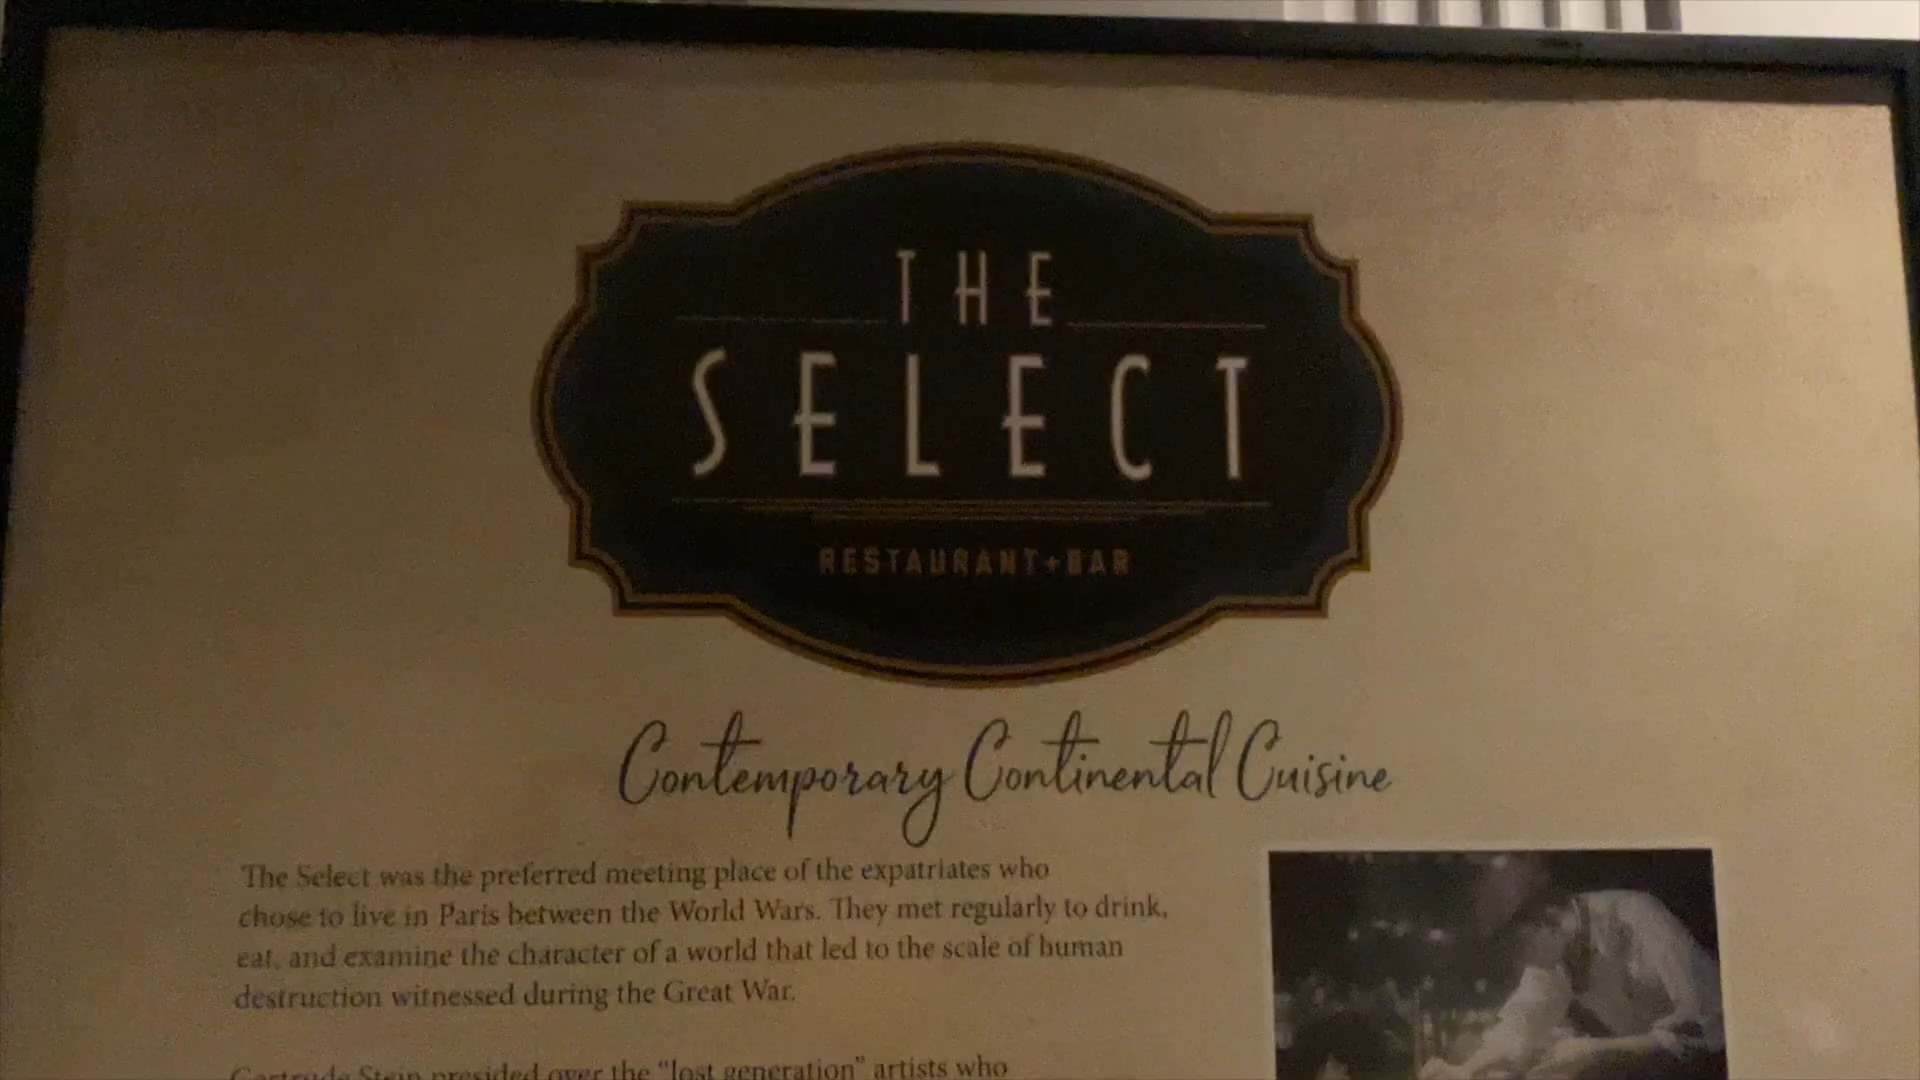 THE
SELECT
RESTAURANT+BAR
Contemporary Continental Cuisine
The Select was the preferred meeting place of the expatriates who
chose to live in Paris between the World Wars. They met regularly to drink,
eat, and examine the character of a world that led to the scale of human
destruction witnessed during the Great War.
Gertrude Stein presided over the “lost generation” artists who